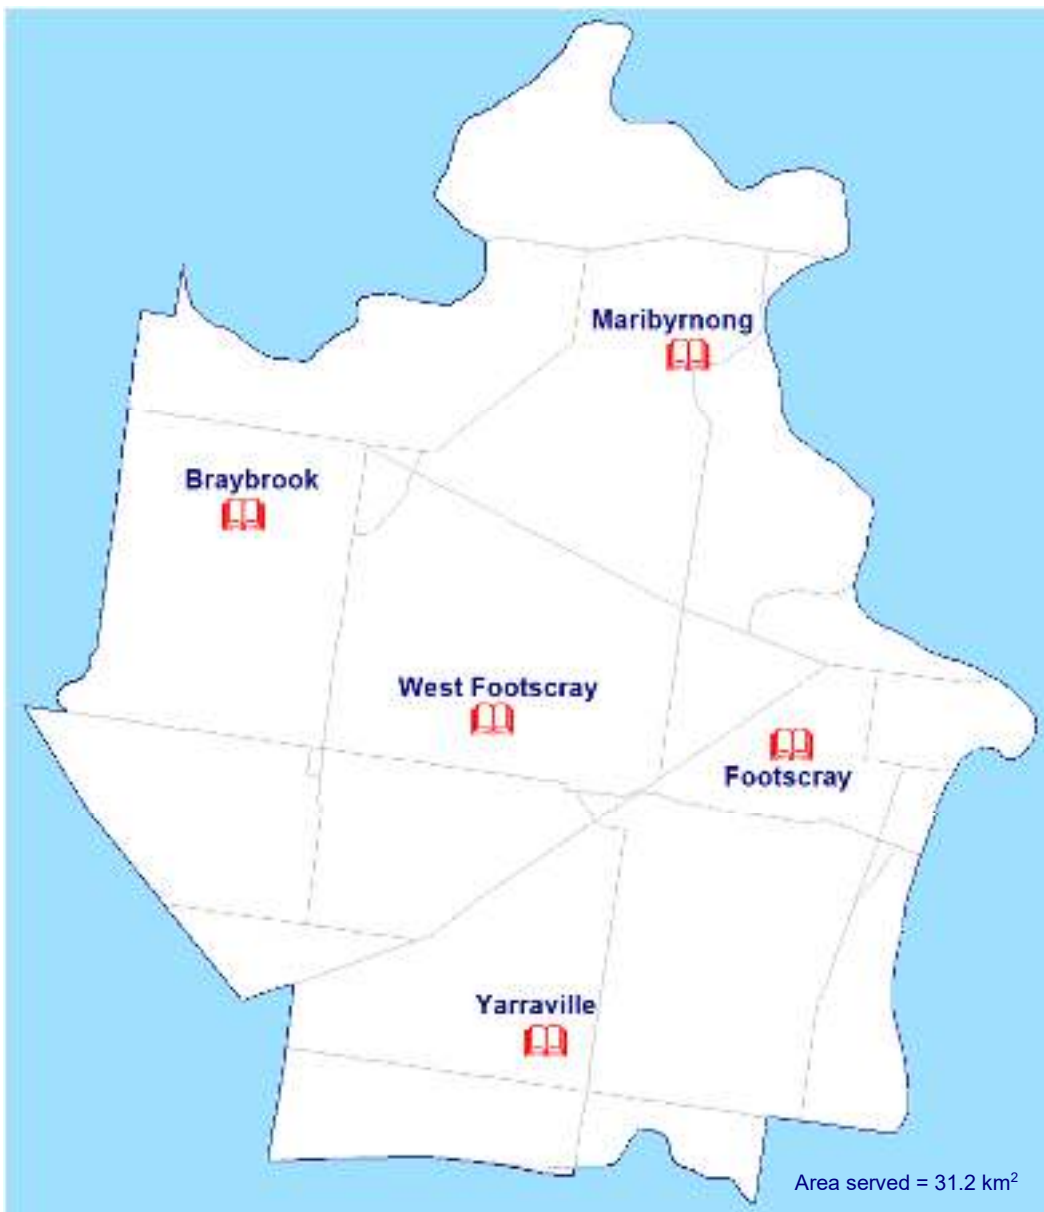 Maribyrnong
Braybrook
West Footscray
Footscray
Yarraville
Area served = 31.2 km²